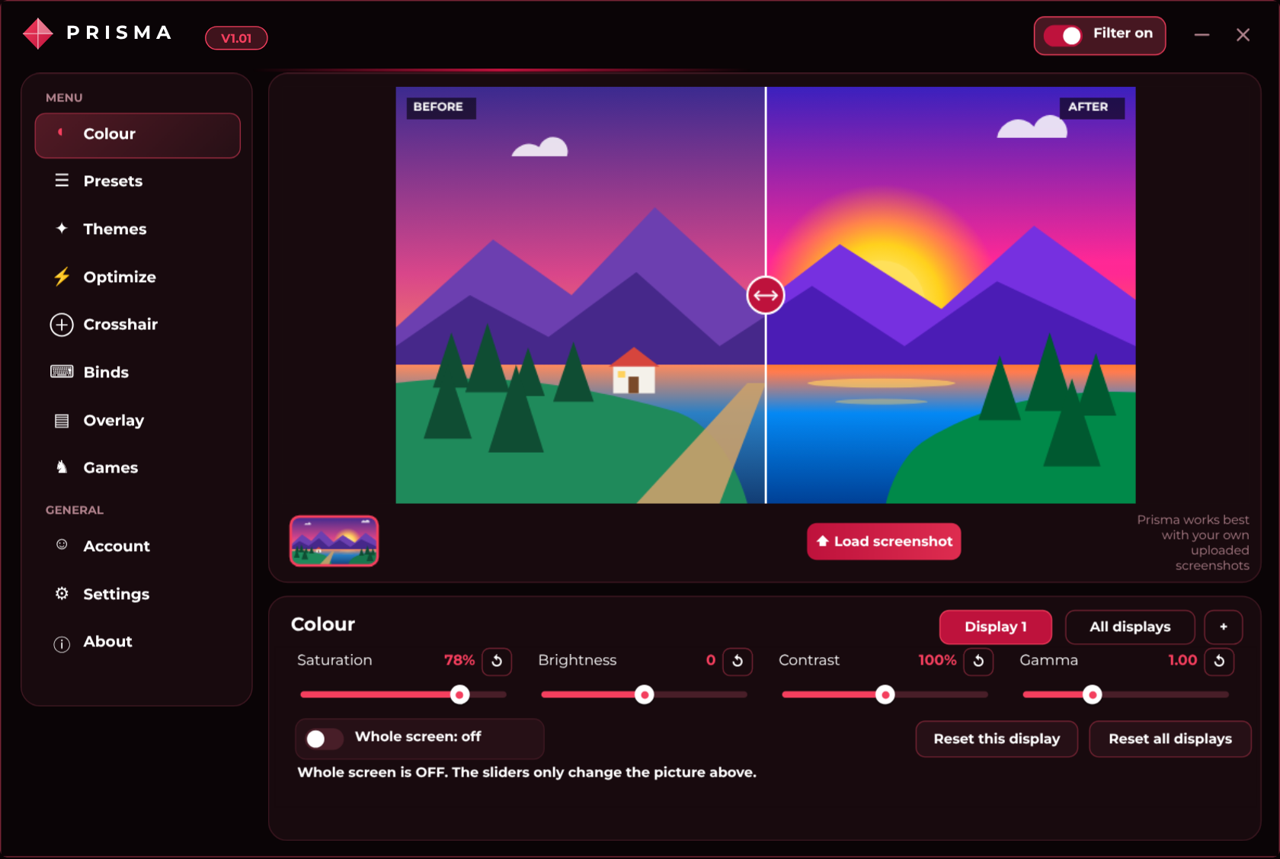 PRISMA
V1.01
Filter on
MENU
Colour
Presets
Themes
Optimize
Crosshair
Binds
Overlay
Games
GENERAL
Account
Settings
About
BEFORE
AFTER
Load screenshot
Prisma works best
with your own
uploaded
screenshots
Colour
Display 1
All displays
+
Saturation
78%
Brightness
0
Contrast
100%
Gamma
1.00
Whole screen: off
Reset this display
Reset all displays
Whole screen is OFF. The sliders only change the picture above.